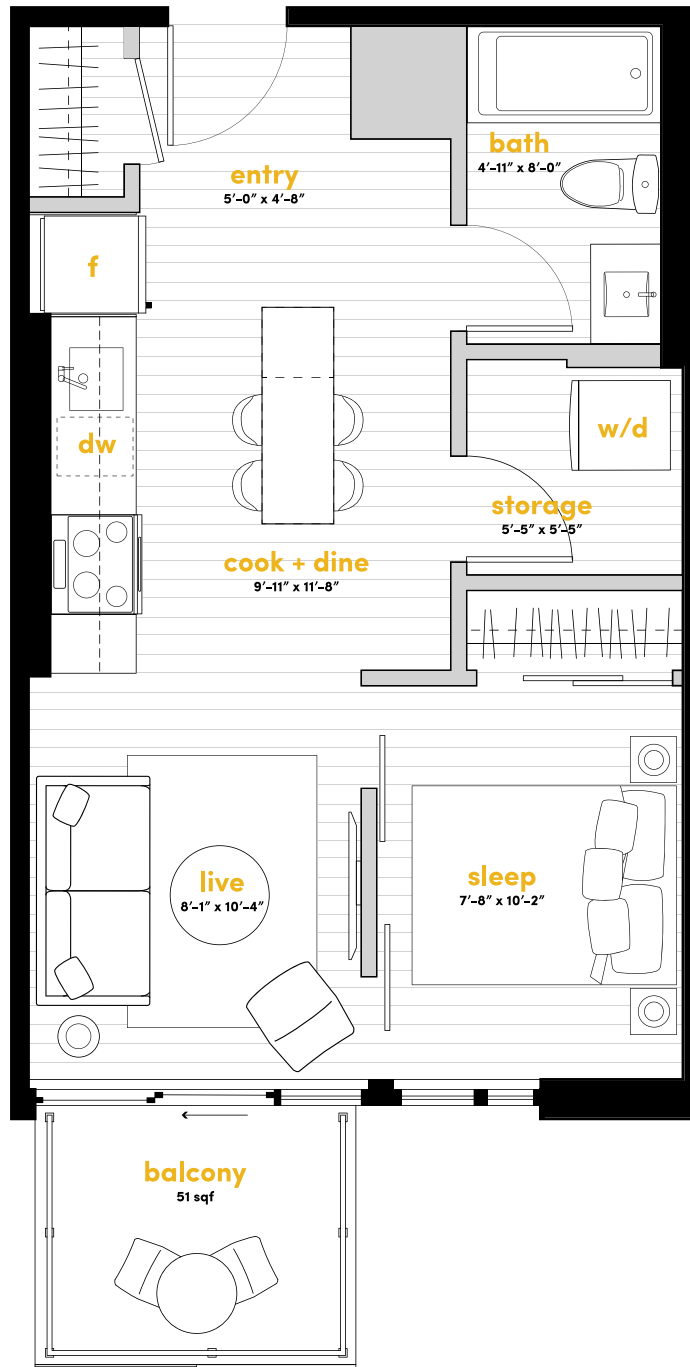 bath
4'-11" x 8'-0"
entry
5'-0" x 4'-8"
f
w/d
dw
storage
5'-5" x 5'-5"
cook + dine
9'-11" x 11'-8"
live
8'-1" x 10'-4"
sleep
7'-8" x 10'-2"
balcony
51 sqf